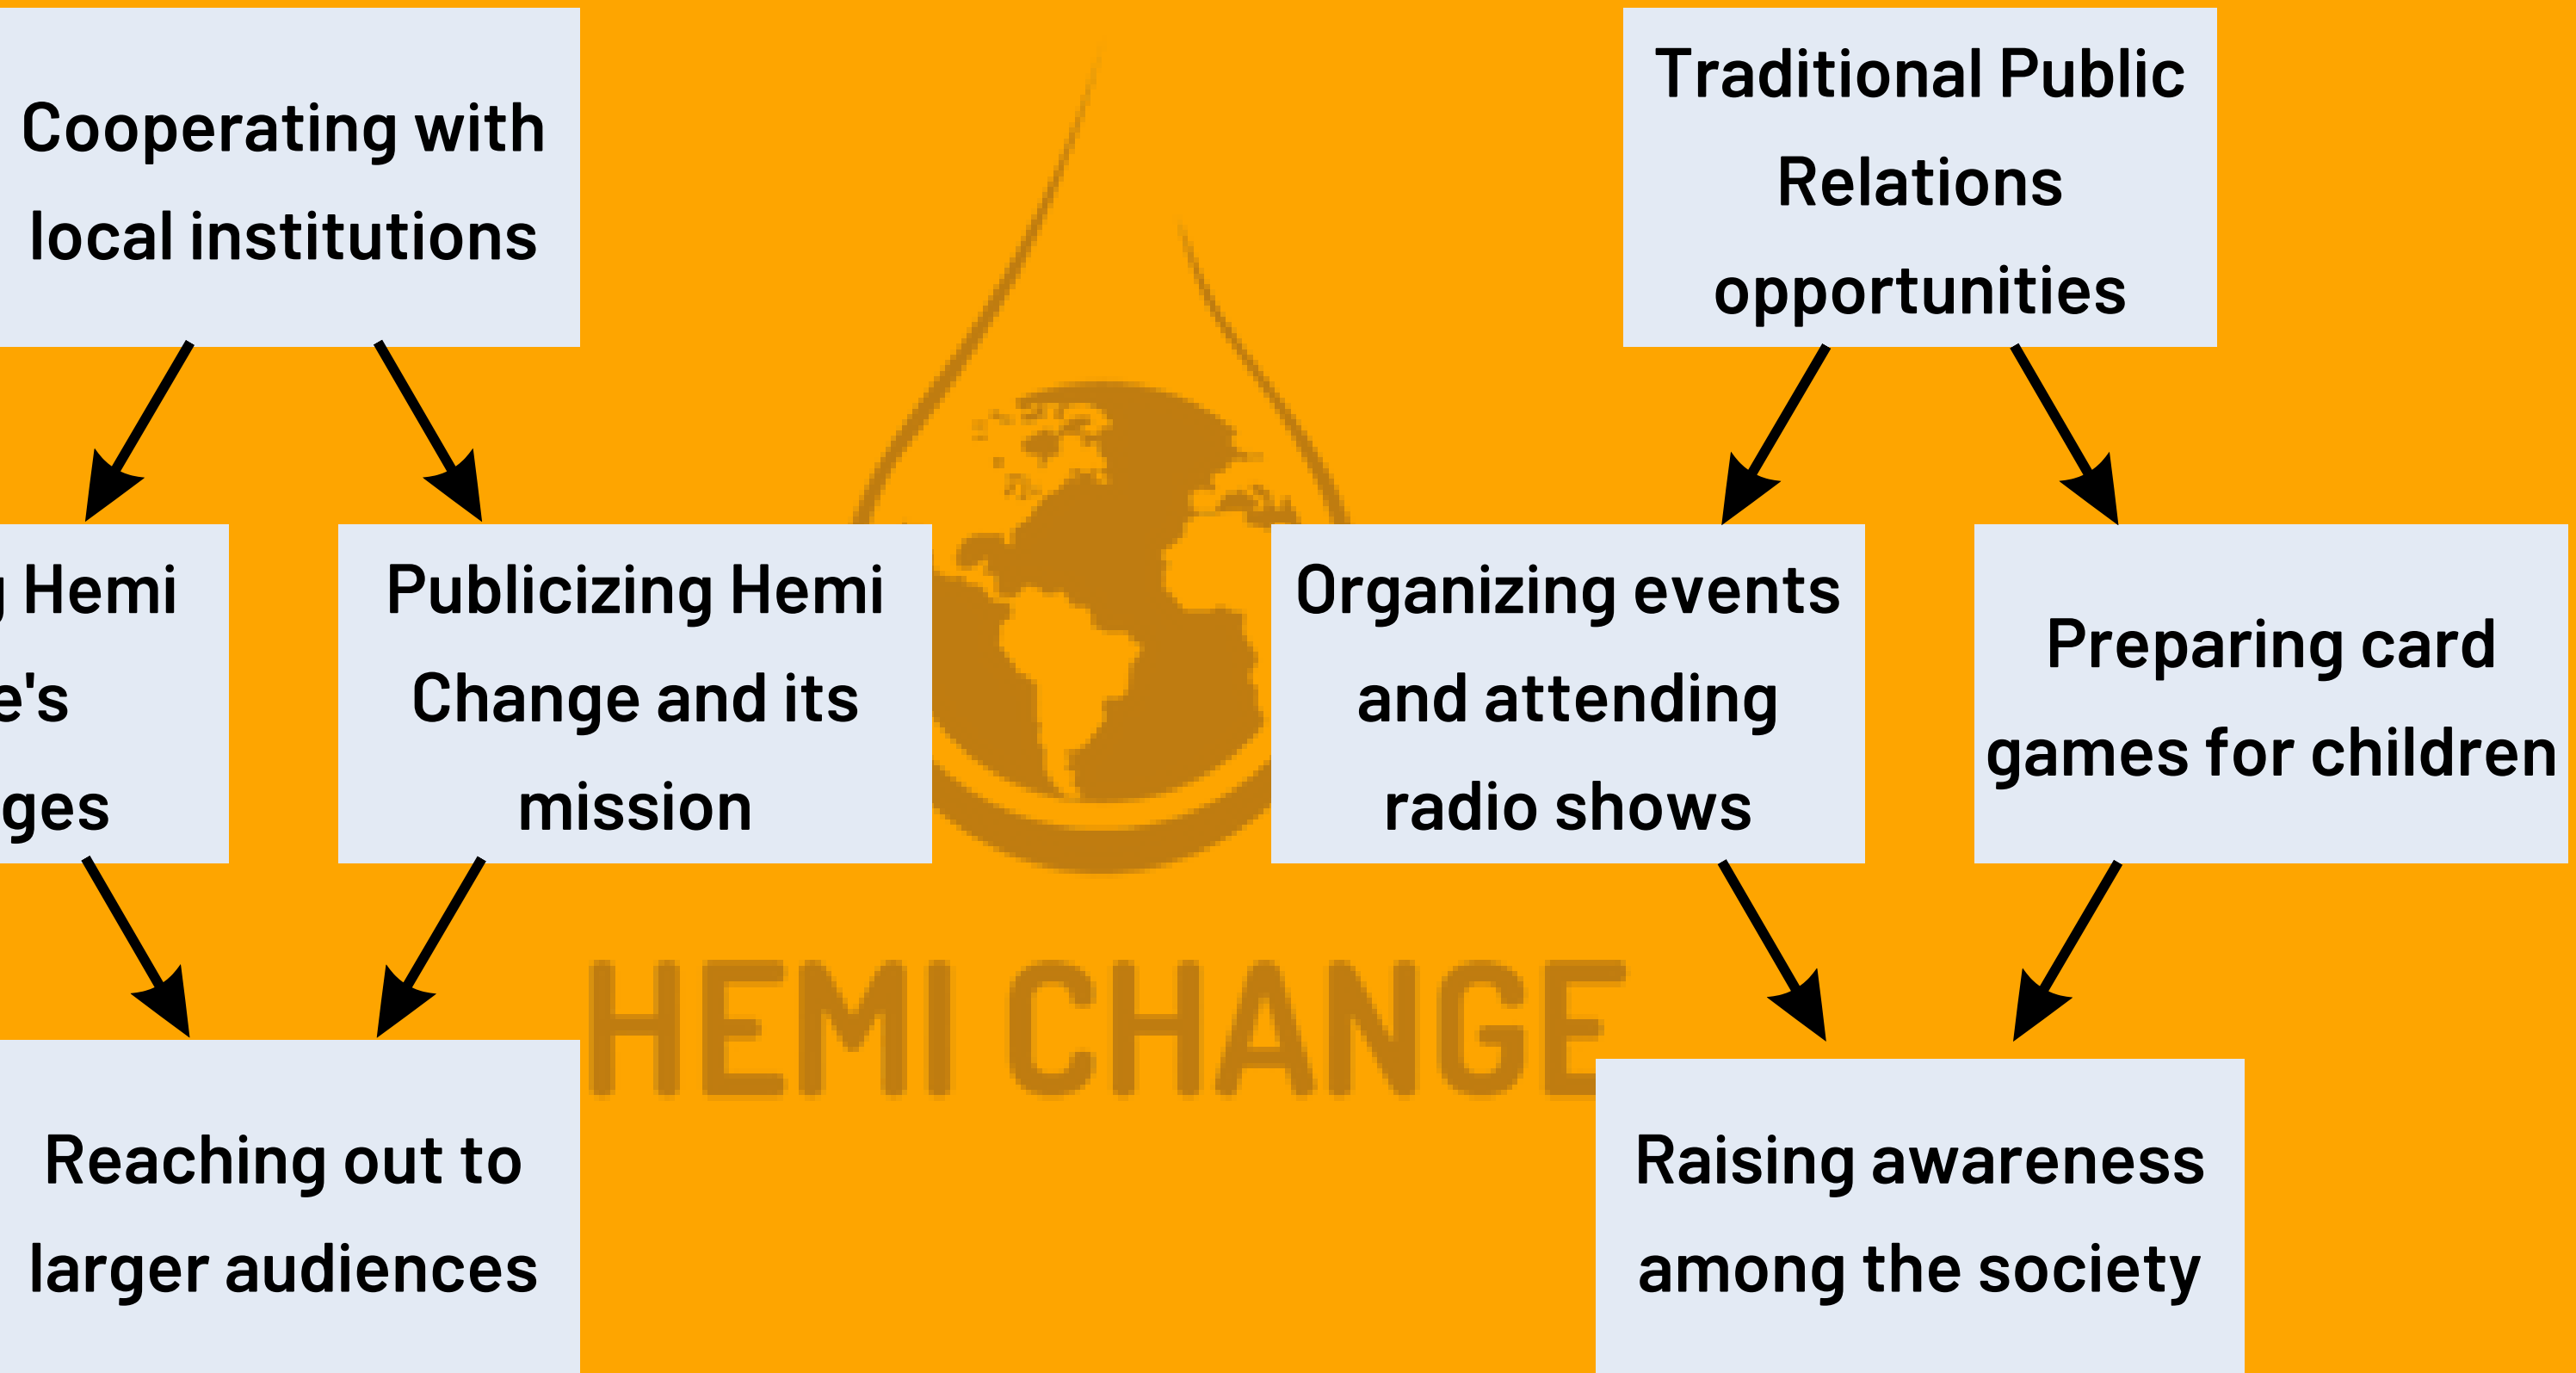 Cooperating with
local institutions
Traditional Public
Relations
opportunities
Hemi
e's
ges
Publicizing Hemi
Change and its
mission
Organizing events
and attending
radio shows
Preparing card
games for children
HEMI CHANGE
Reaching out to
larger audiences
Raising awareness
among the society